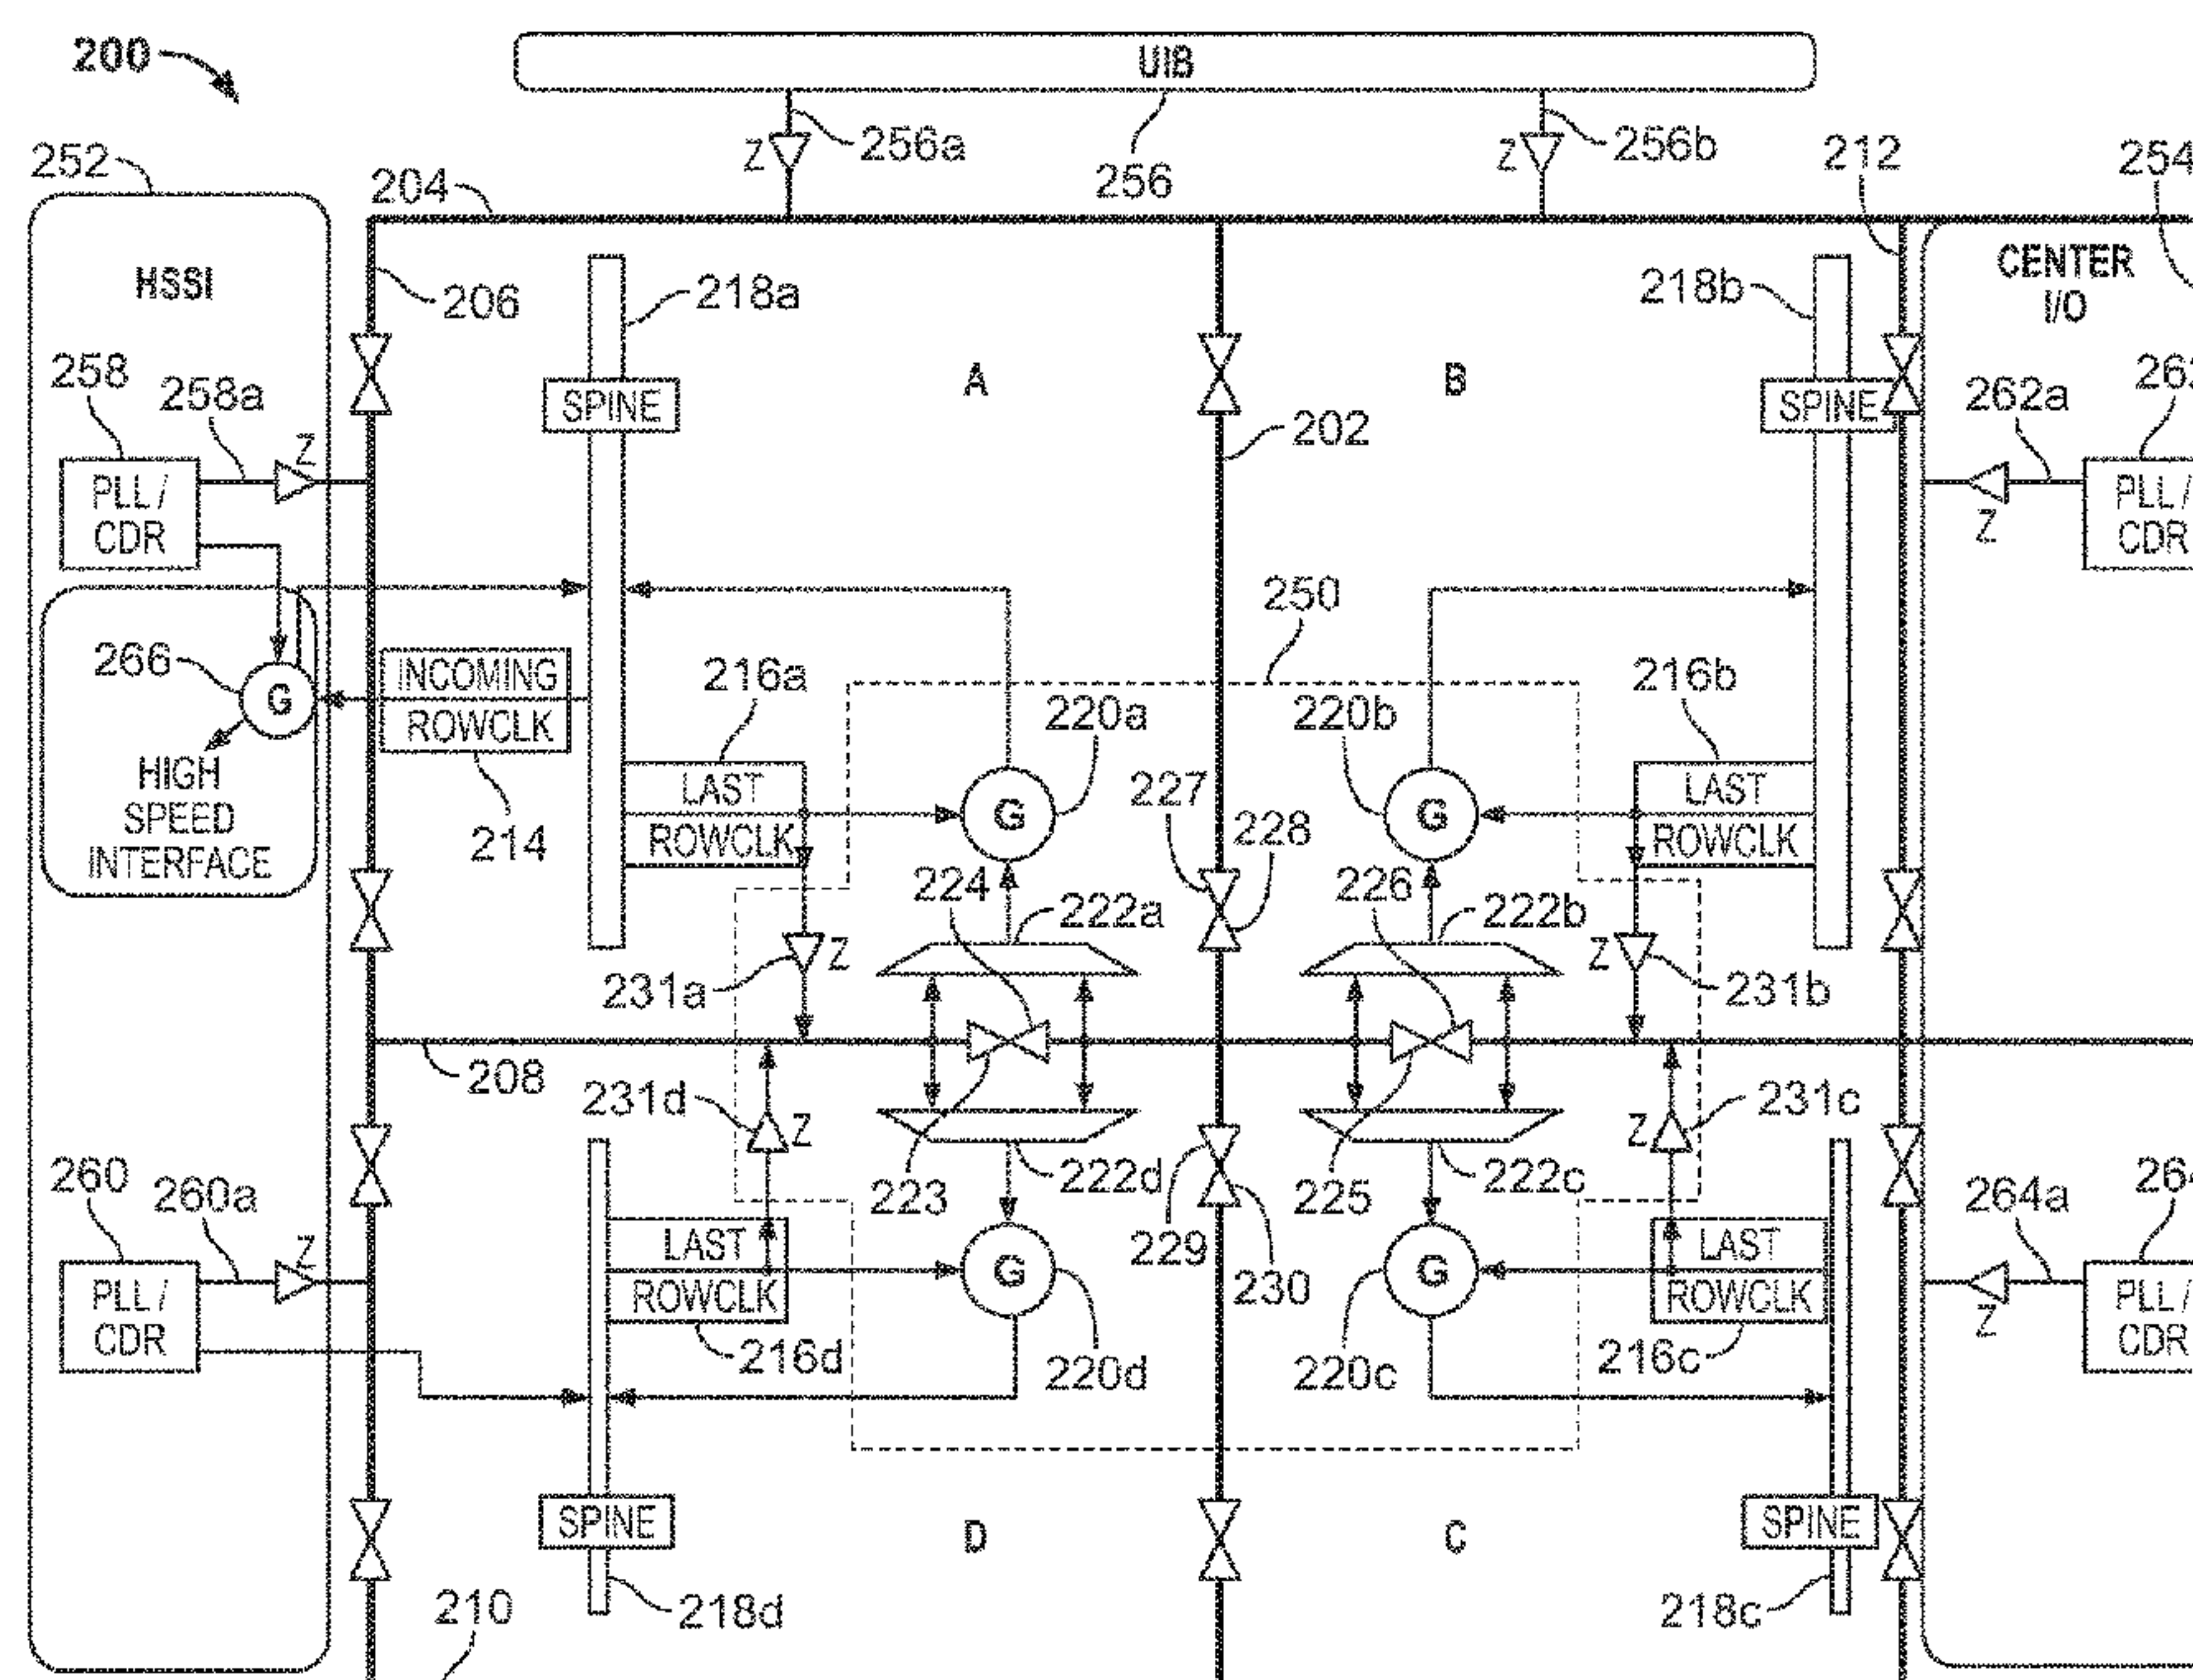 200
UIB
256a
256b
Z
Z
256
212
254
252
204
HSSI
206
218a
218b
CENTER
I/O
258
258a
Z
SPINE
A
B
SPINE
262a
PLL /
CDR
202
Z
PLL /
CDR
250
266
G
INCOMING
ROWCLK
216a
216b
220a
220b
HIGH
SPEED
INTERFACE
214
LAST
ROWCLK
G
227
228
G
LAST
ROWCLK
224
222a
226
222b
231a
Z
Z
231b
208
231d
Z
Z
231c
260
260a
Z
223
222d
229
230
225
222c
264a
Z
PLL /
CDR
LAST
ROWCLK
G
G
LAST
ROWCLK
PLL /
CDR
216d
220d
220c
216c
SPINE
D
C
SPINE
210
218d
218c